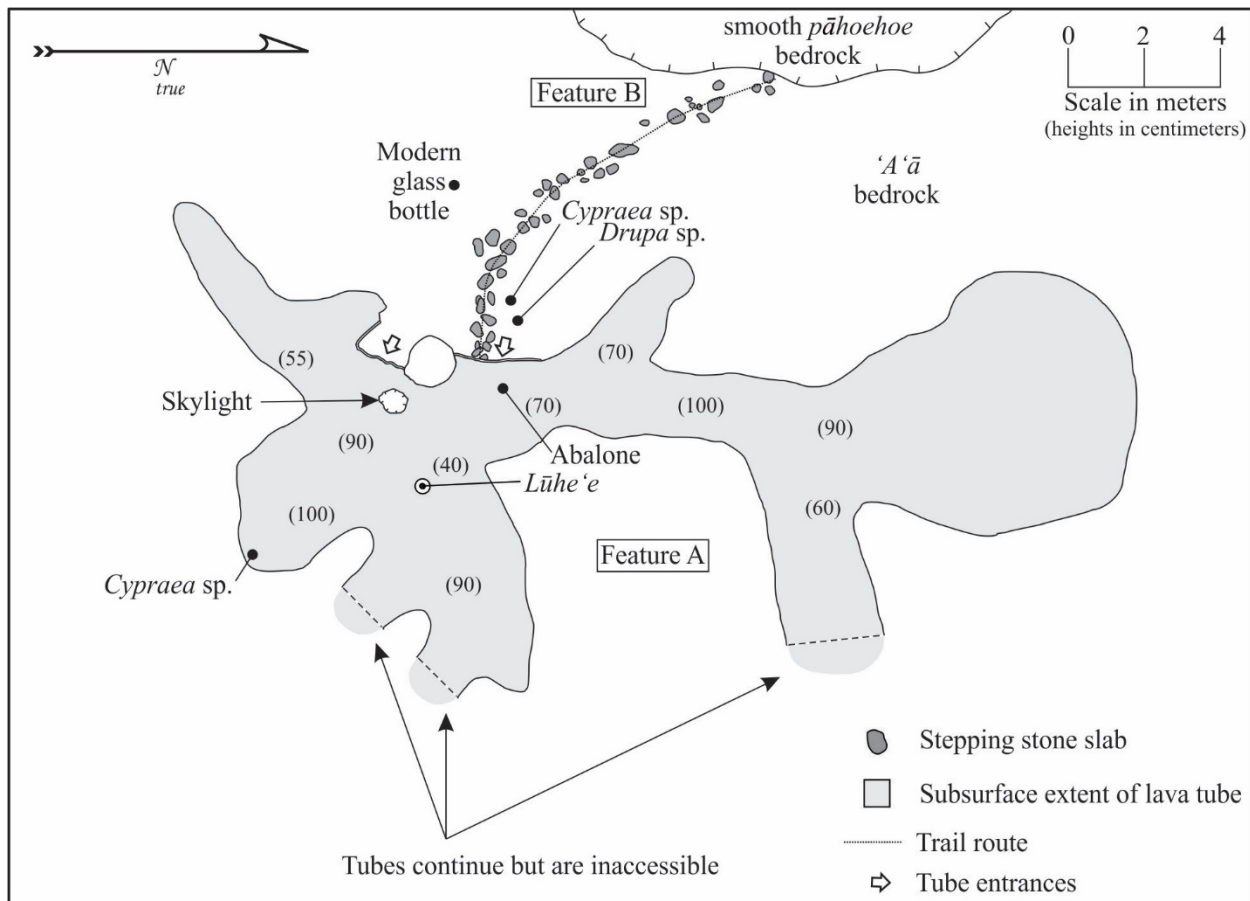 N
true
smooth pāhoehoe
bedrock
0 2 4
Scale in meters
(heights in centimeters)
Feature B
Modern
glass
bottle
ʻAʻā
bedrock
Cypraea sp.
Drupa sp.
(55)
(70)
Skylight
(70)
(100)
(90)
(90)
(40)
Abalone
Lūheʻe
(100)
(60)
Feature A
Cypraea sp.
(90)
Tubes continue but are inaccessible
Stepping stone slab
Subsurface extent of lava tube
Trail route
Tube entrances